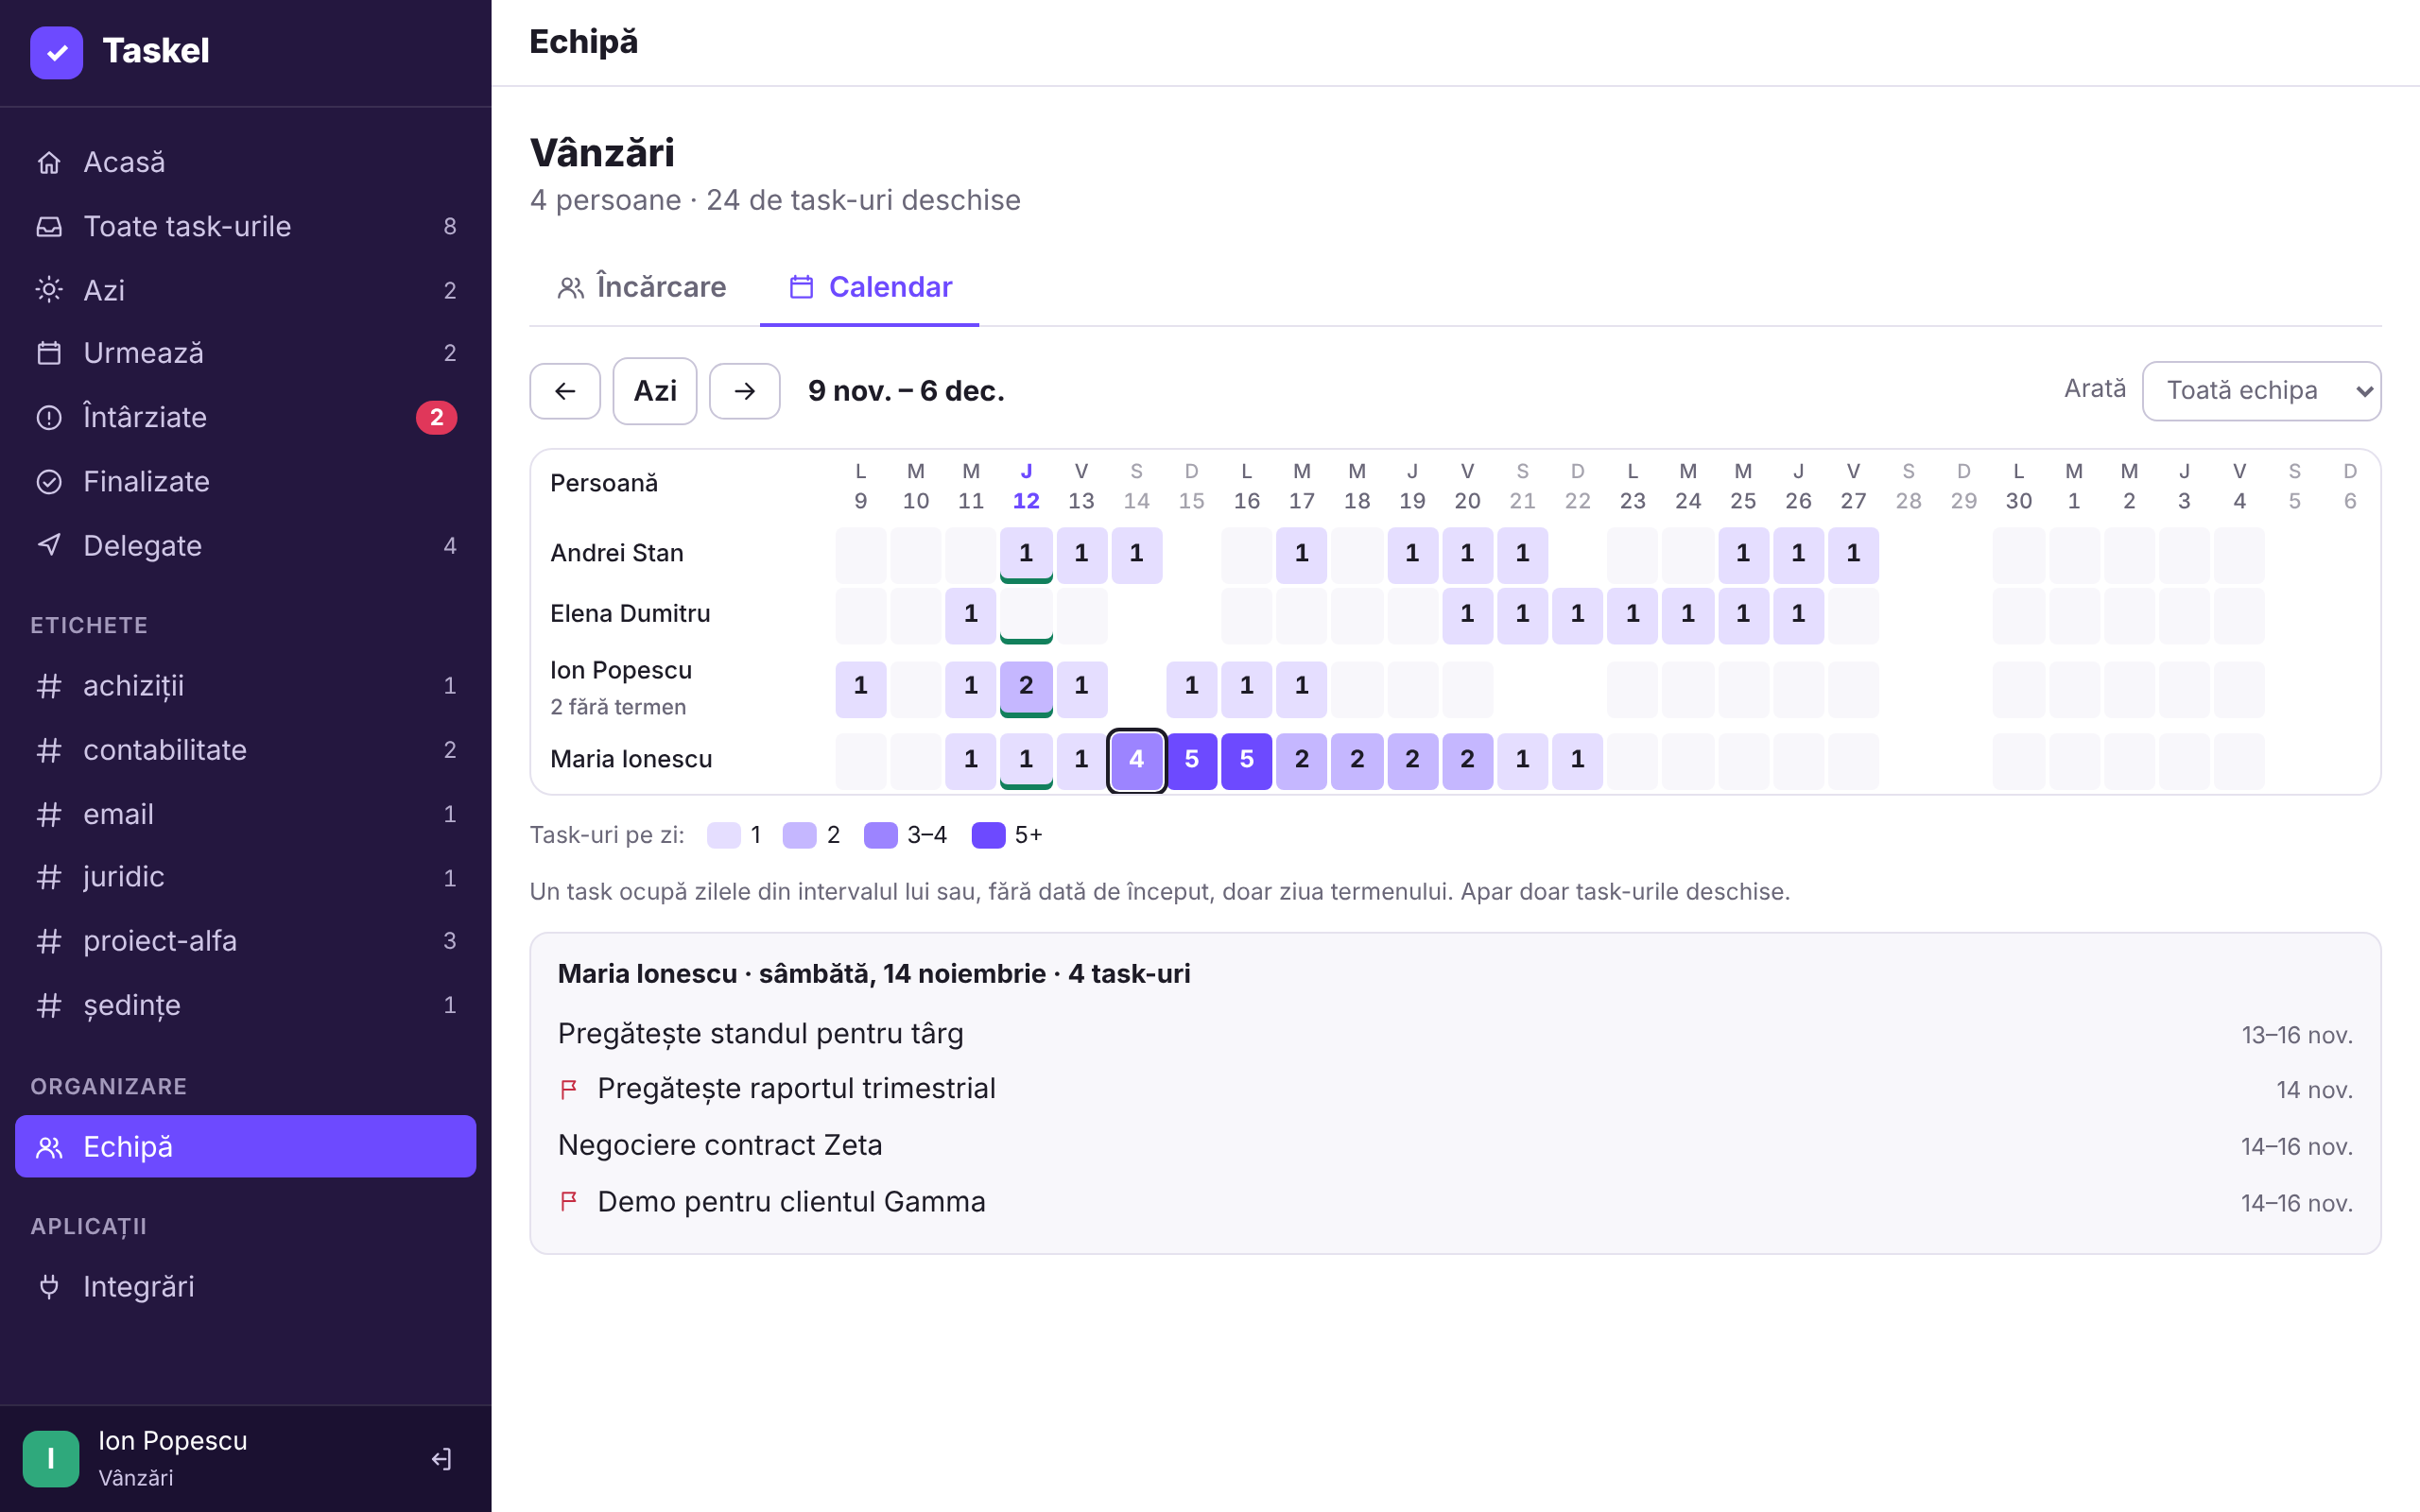 Taskel
Acasă
Toate task-urile 8
Azi 2
Urmează 2
Întârziate 2
Finalizate
Delegate 4
ETICHETE
# achiziții 1
# contabilitate 2
# email 1
# juridic 1
# proiect-alfa 3
# ședințe 1
ORGANIZARE
Echipă
APLICAȚII
Integrări
I
Ion Popescu
Vânzări
Echipă
Vânzări
4 persoane · 24 de task-uri deschise
Încărcare Calendar
← Azi → 9 nov. – 6 dec. Arată Toată echipa
L M M J V S D L M M J V S D L M M J V S D L M M J V S D
Persoană
9 10 11 12 13 14 15 16 17 18 19 20 21 22 23 24 25 26 27 28 29 30 1 2 3 4 5 6
Andrei Stan 1 1 1 1 1 1 1 1 1 1
Elena Dumitru 1 1 1 1 1 1 1 1
Ion Popescu 1 1 2 1 1 1 1
2 fără termen
Maria Ionescu 1 1 1 4 5 5 2 2 2 2 1 1
Task-uri pe zi: 1 2 3–4 5+
Un task ocupă zilele din intervalul lui sau, fără dată de început, doar ziua termenului. Apar doar task-urile deschise.
Maria Ionescu · sâmbătă, 14 noiembrie · 4 task-uri
Pregătește standul pentru târg 13–16 nov.
Pregătește raportul trimestrial 14 nov.
Negociere contract Zeta 14–16 nov.
Demo pentru clientul Gamma 14–16 nov.